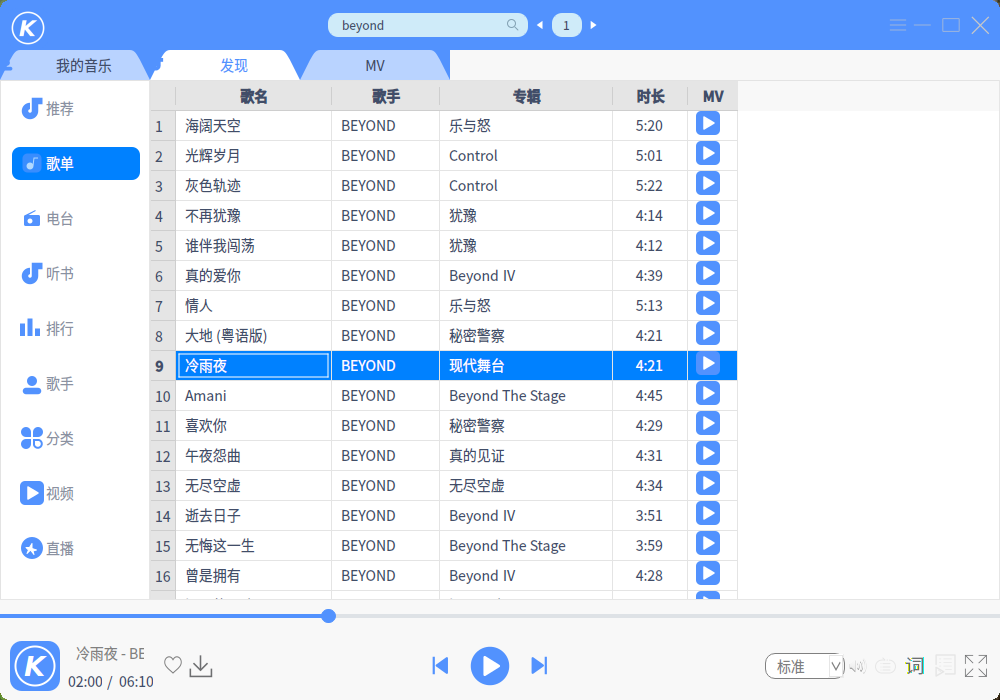 K beyond 1
我的音乐 发现 MV
歌名 歌手 专辑 时长 MV
推荐
歌单
电台
听书
排行
歌手
分类
视频
直播
1 海阔天空 BEYOND 乐与怒 5:20
2 光辉岁月 BEYOND Control 5:01
3 灰色轨迹 BEYOND Control 5:22
4 不再犹豫 BEYOND 犹豫 4:14
5 谁伴我闯荡 BEYOND 犹豫 4:12
6 真的爱你 BEYOND Beyond IV 4:39
7 情人 BEYOND 乐与怒 5:13
8 大地 (粤语版) BEYOND 秘密警察 4:21
9 冷雨夜 BEYOND 现代舞台 4:21
10 Amani BEYOND Beyond The Stage 4:45
11 喜欢你 BEYOND 秘密警察 4:29
12 午夜怨曲 BEYOND 真的见证 4:31
13 无尽空虚 BEYOND 无尽空虚 4:34
14 逝去日子 BEYOND Beyond IV 3:51
15 无悔这一生 BEYOND Beyond The Stage 3:59
16 曾是拥有 BEYOND Beyond IV 4:28
K 冷雨夜 - BE
02:00 / 06:10
标准 词